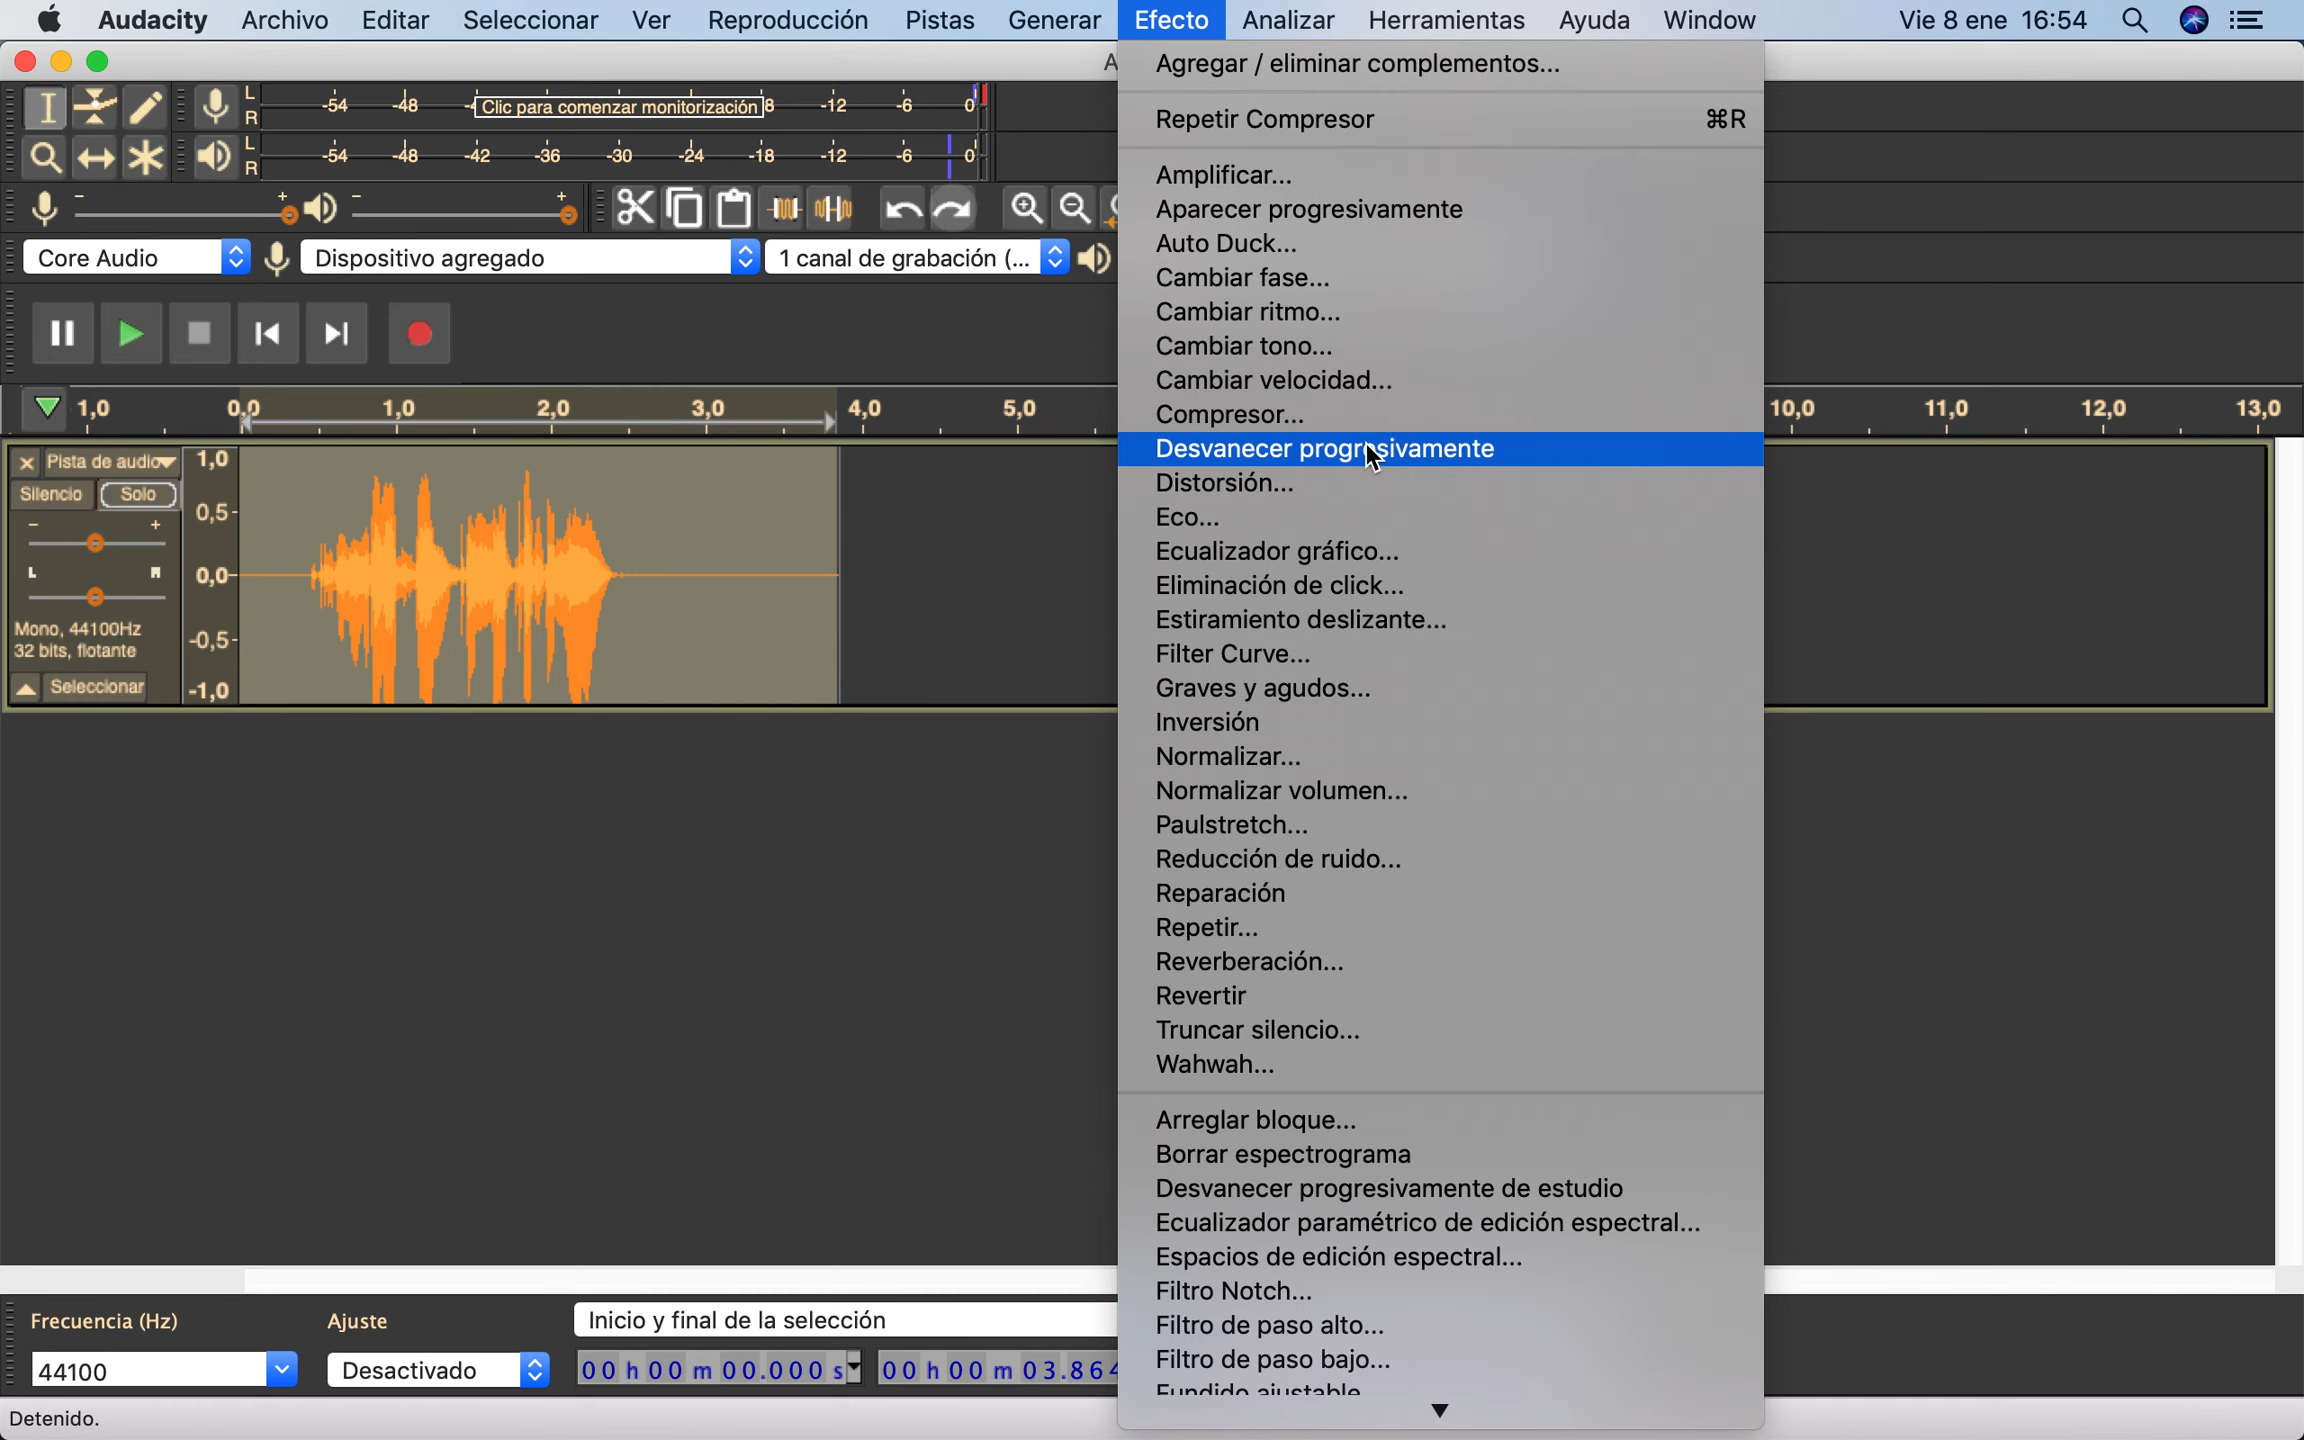 Audacity Archivo Editar Seleccionar Ver Reproducción Pistas Generar Efecto Analizar Herramientas Ayuda Window Vie 8 ene 16:54
A
Agregar / eliminar complementos...
L
R
-54 -48 -4 Clic para comenzar monitorización 8 -12 -6 0
Repetir Compresor ⌘R
L
R
-54 -48 -42 -36 -30 -24 -18 -12 -6 0
Amplificar...
- + - +
Aparecer progresivamente
Auto Duck...
Core Audio Dispositivo agregado 1 canal de grabación (...
Cambiar fase...
Cambiar ritmo...
Cambiar tono...
Cambiar velocidad...
1,0 0,0 1,0 2,0 3,0 4,0 5,0 10,0 11,0 12,0 13,0
Compresor...
Desvanecer progresivamente
Pista de audio 1,0
Distorsión...
Silencio Solo
0,5
Eco...
- +
Ecualizador gráfico...
L R 0,0
Eliminación de click...
Estiramiento deslizante...
Mono, 44100Hz
-0,5
32 bits, flotante
Filter Curve...
Graves y agudos...
Seleccionar -1,0
Inversión
Normalizar...
Normalizar volumen...
Paulstretch...
Reducción de ruido...
Reparación
Repetir...
Reverberación...
Revertir
Truncar silencio...
Wahwah...
Arreglar bloque...
Borrar espectrograma
Desvanecer progresivamente de estudio
Ecualizador paramétrico de edición espectral...
Espacios de edición espectral...
Filtro Notch...
Filtro de paso alto...
Filtro de paso bajo...
Fundido ajustable
Frecuencia (Hz) Ajuste Inicio y final de la selección
44100 Desactivado 00 h 00 m 00.000 s 00 h 00 m 03.864
Detenido.